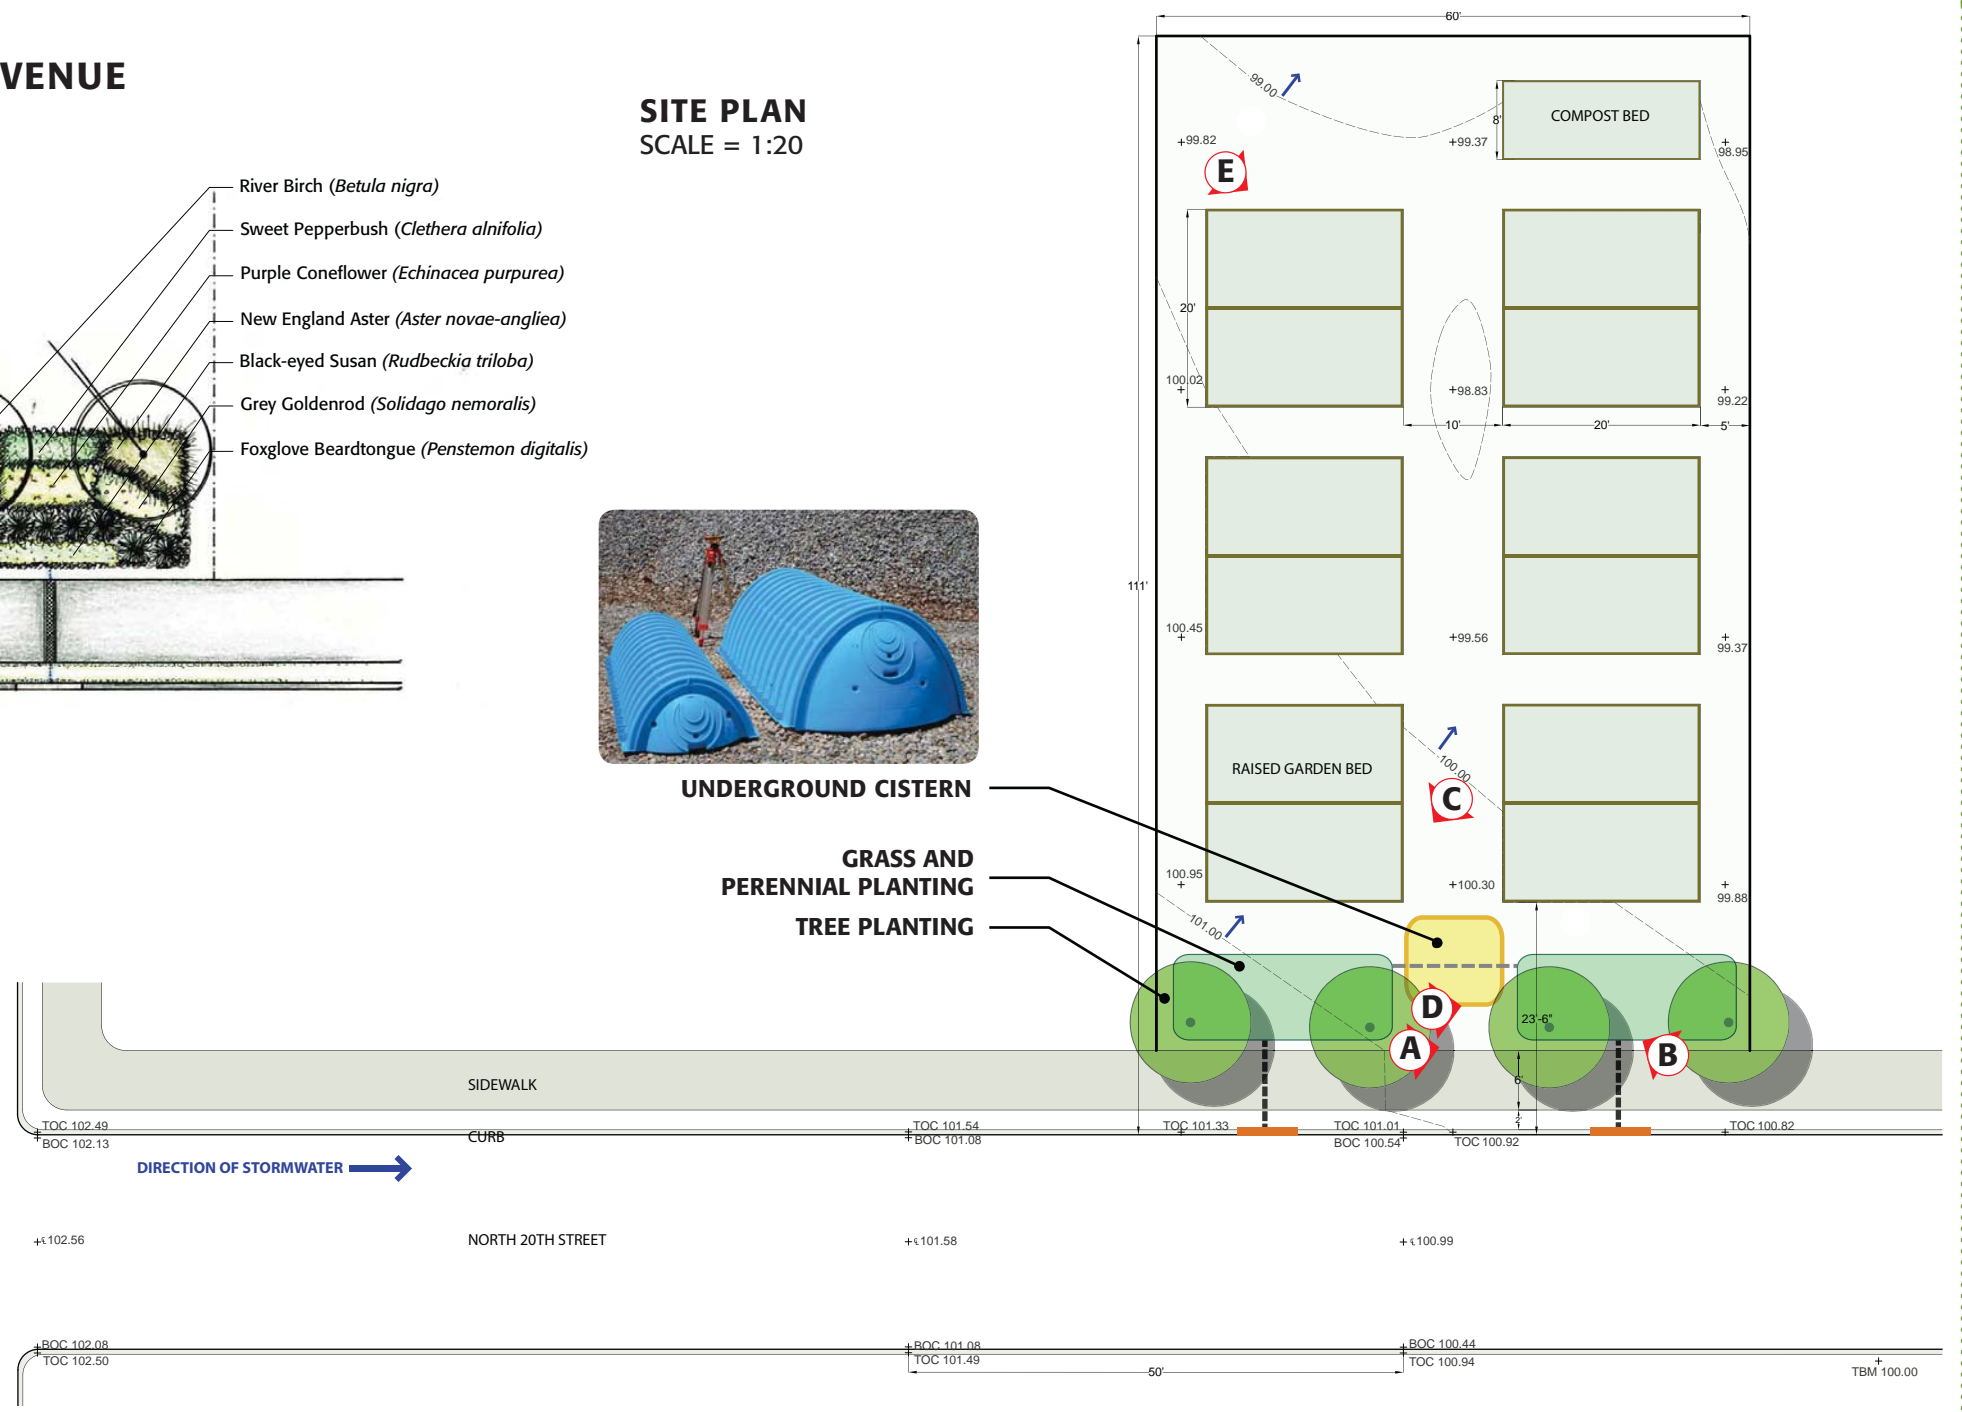 VENUE
SITE PLAN
SCALE = 1:20
River Birch (Betula nigra)
Sweet Pepperbush (Clethera alnifolia)
Purple Coneflower (Echinacea purpurea)
New England Aster (Aster novae-angliea)
Black-eyed Susan (Rudbeckia triloba)
Grey Goldenrod (Solidago nemoralis)
Foxglove Beardtongue (Penstemon digitalis)
UNDERGROUND CISTERN
GRASS AND
PERENNIAL PLANTING
TREE PLANTING
60'
99.00
COMPOST BED
8'
+99.82
+99.37
98.95
E
20'
100.02
+98.83
99.22
10'
20'
5'
111'
100.45
+99.56
99.37
RAISED GARDEN BED
100.00
C
100.95
+100.30
99.88
101.00
D
23'-6"
A
B
6'
2'
SIDEWALK
TOC 102.49
BOC 102.13
CURB
TOC 101.54
BOC 101.08
TOC 101.33
TOC 101.01
BOC 100.54
TOC 100.92
TOC 100.82
DIRECTION OF STORMWATER
+℄102.56
NORTH 20TH STREET
+℄101.58
+℄100.99
BOC 102.08
TOC 102.50
BOC 101.08
TOC 101.49
BOC 100.44
TOC 100.94
50'
TBM 100.00